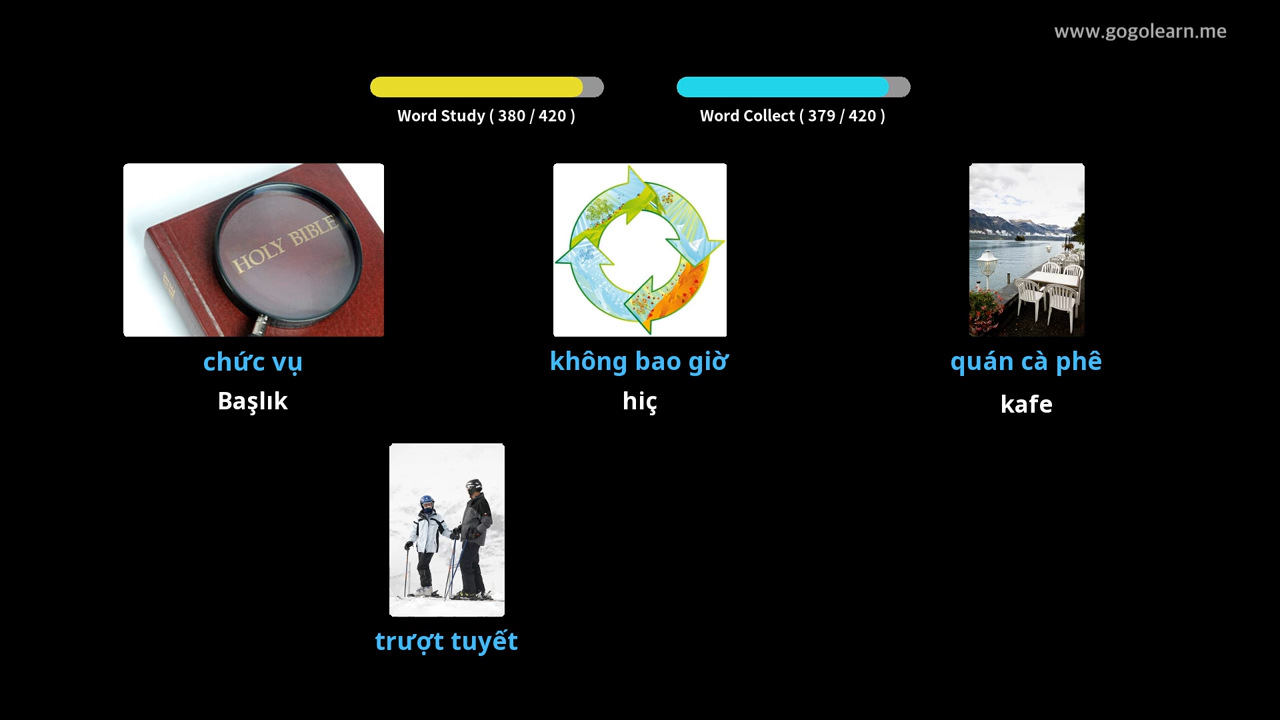 www.gogolearn.me
Word Study ( 380 / 420 )
Word Collect ( 379 / 420 )
HOLY BIBLE
chức vụ
không bao giờ
quán cà phê
Başlık
hiç
kafe
trượt tuyết